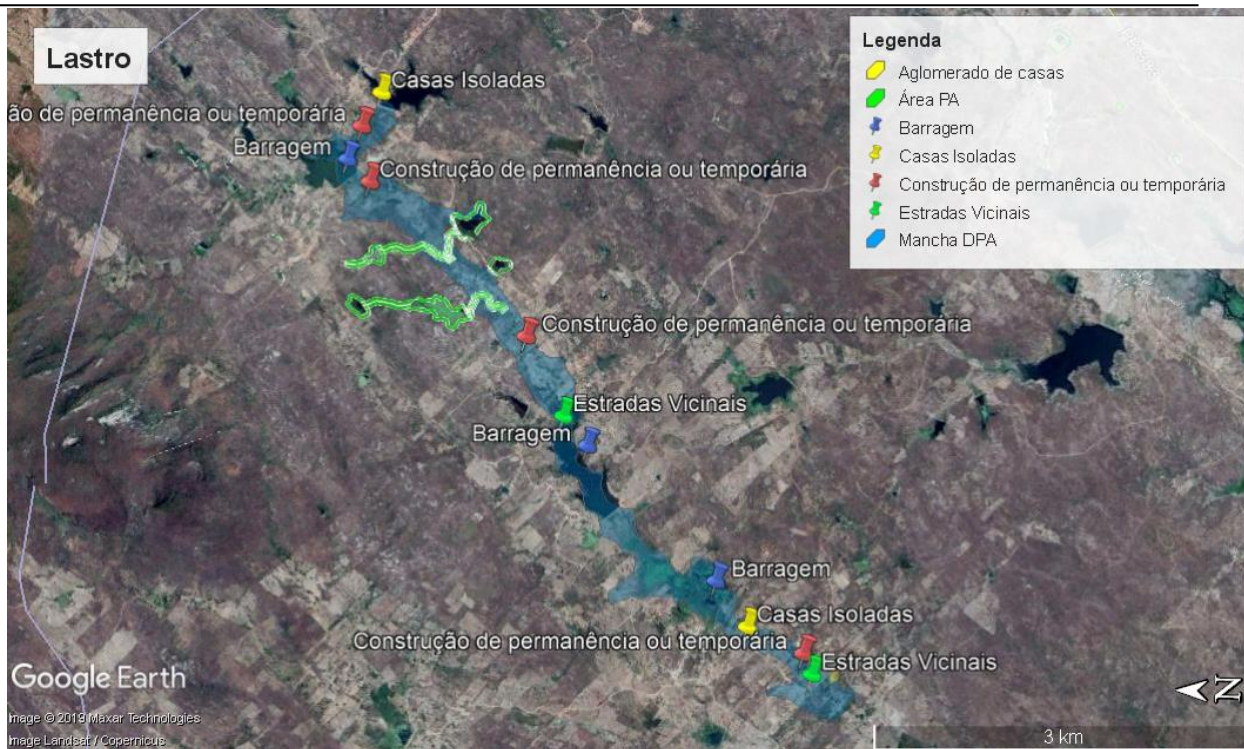 Lastro
Legenda
Aglomerado de casas
Área PA
Barragem
Casas Isoladas
Construção de permanência ou temporária
Estradas Vicinais
Mancha DPA
Casas Isoladas
ão de permanência ou temporária
Barragem
Construção de permanência ou temporária
Construção de permanência ou temporária
Estradas Vicinais
Barragem
Barragem
Casas Isoladas
Construção de permanência ou temporária
Estradas Vicinais
Google Earth
Image © 2019 Maxar Technologies
Image Landsat / Copernicus
N
3 km